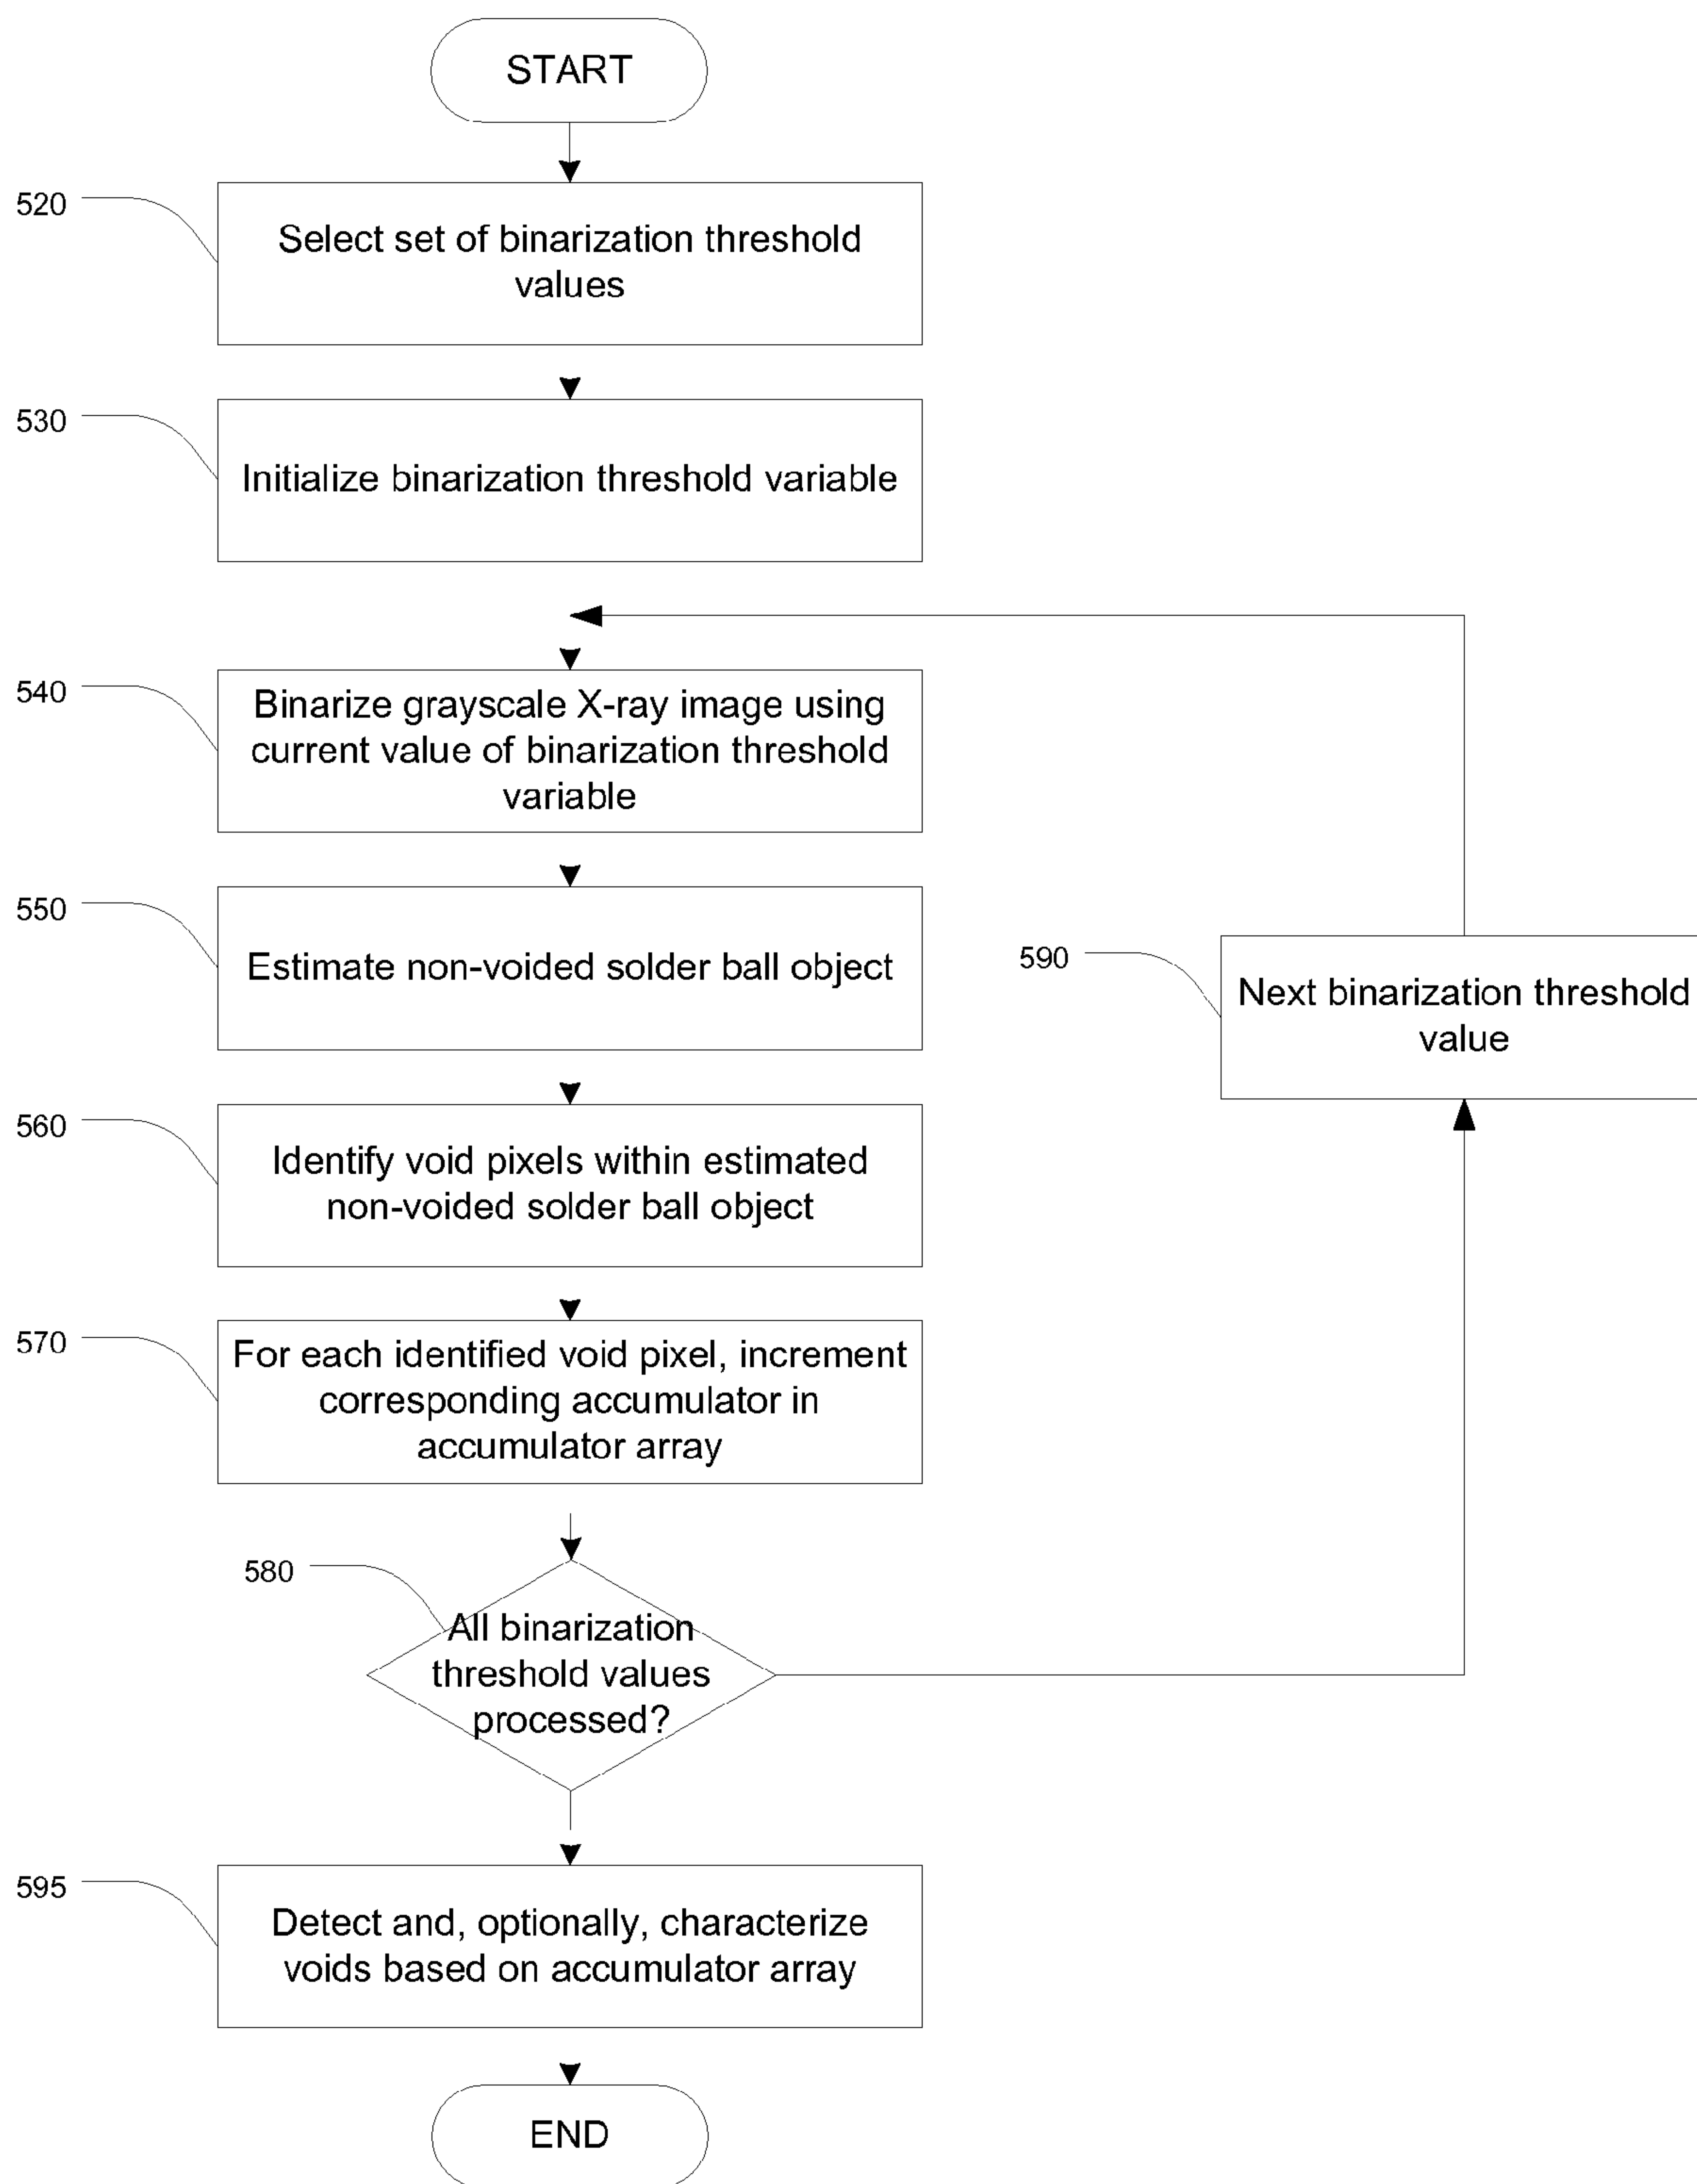 START
520
Select set of binarization threshold
values
530
Initialize binarization threshold variable
540
Binarize grayscale X-ray image using
current value of binarization threshold
variable
550
Estimate non-voided solder ball object
590
Next binarization threshold
value
560
Identify void pixels within estimated
non-voided solder ball object
570
For each identified void pixel, increment
corresponding accumulator in
accumulator array
580
All binarization
threshold values
processed?
595
Detect and, optionally, characterize
voids based on accumulator array
END